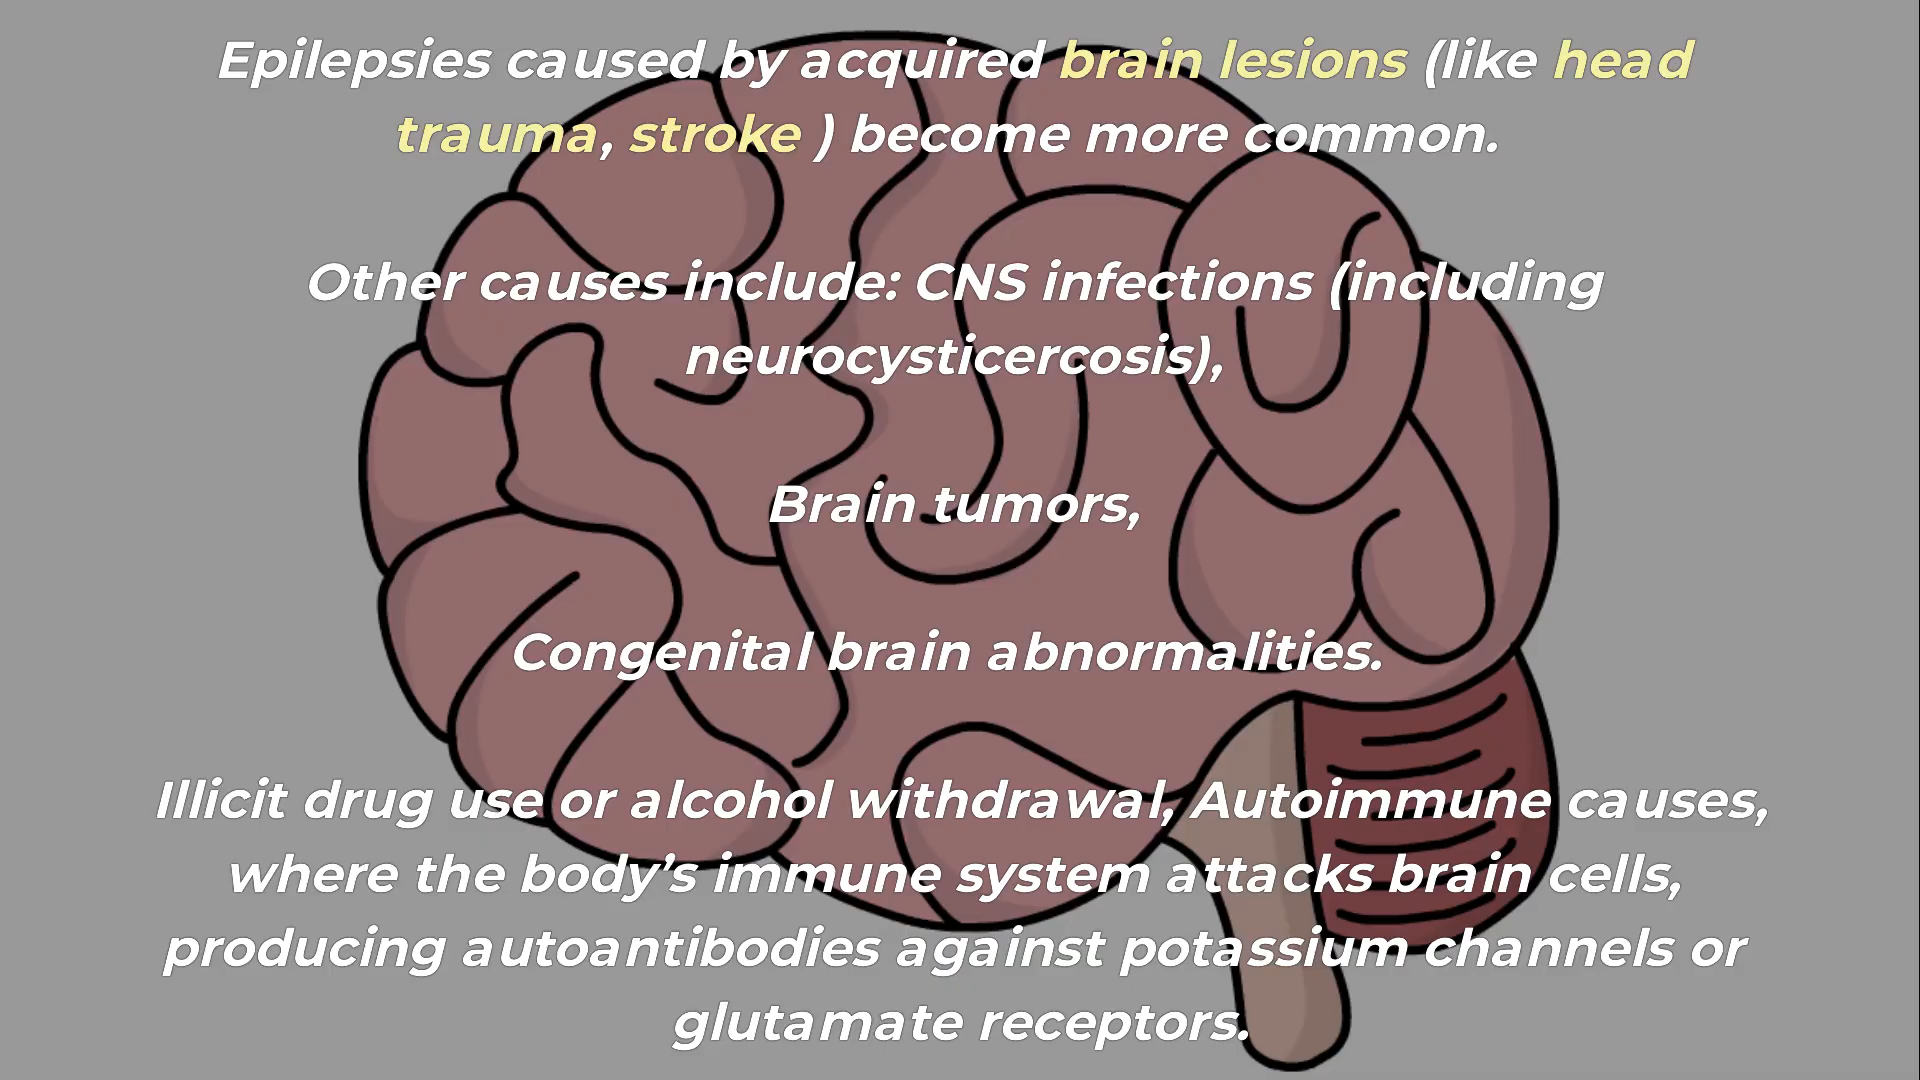 Epilepsies caused by acquired brain lesions (like head
trauma, stroke ) become more common.
Other causes include: CNS infections (including
neurocysticercosis),
Brain tumors,
Congenital brain abnormalities.
Illicit drug use or alcohol withdrawal, Autoimmune causes,
where the body’s immune system attacks brain cells,
producing autoantibodies against potassium channels or
glutamate receptors.